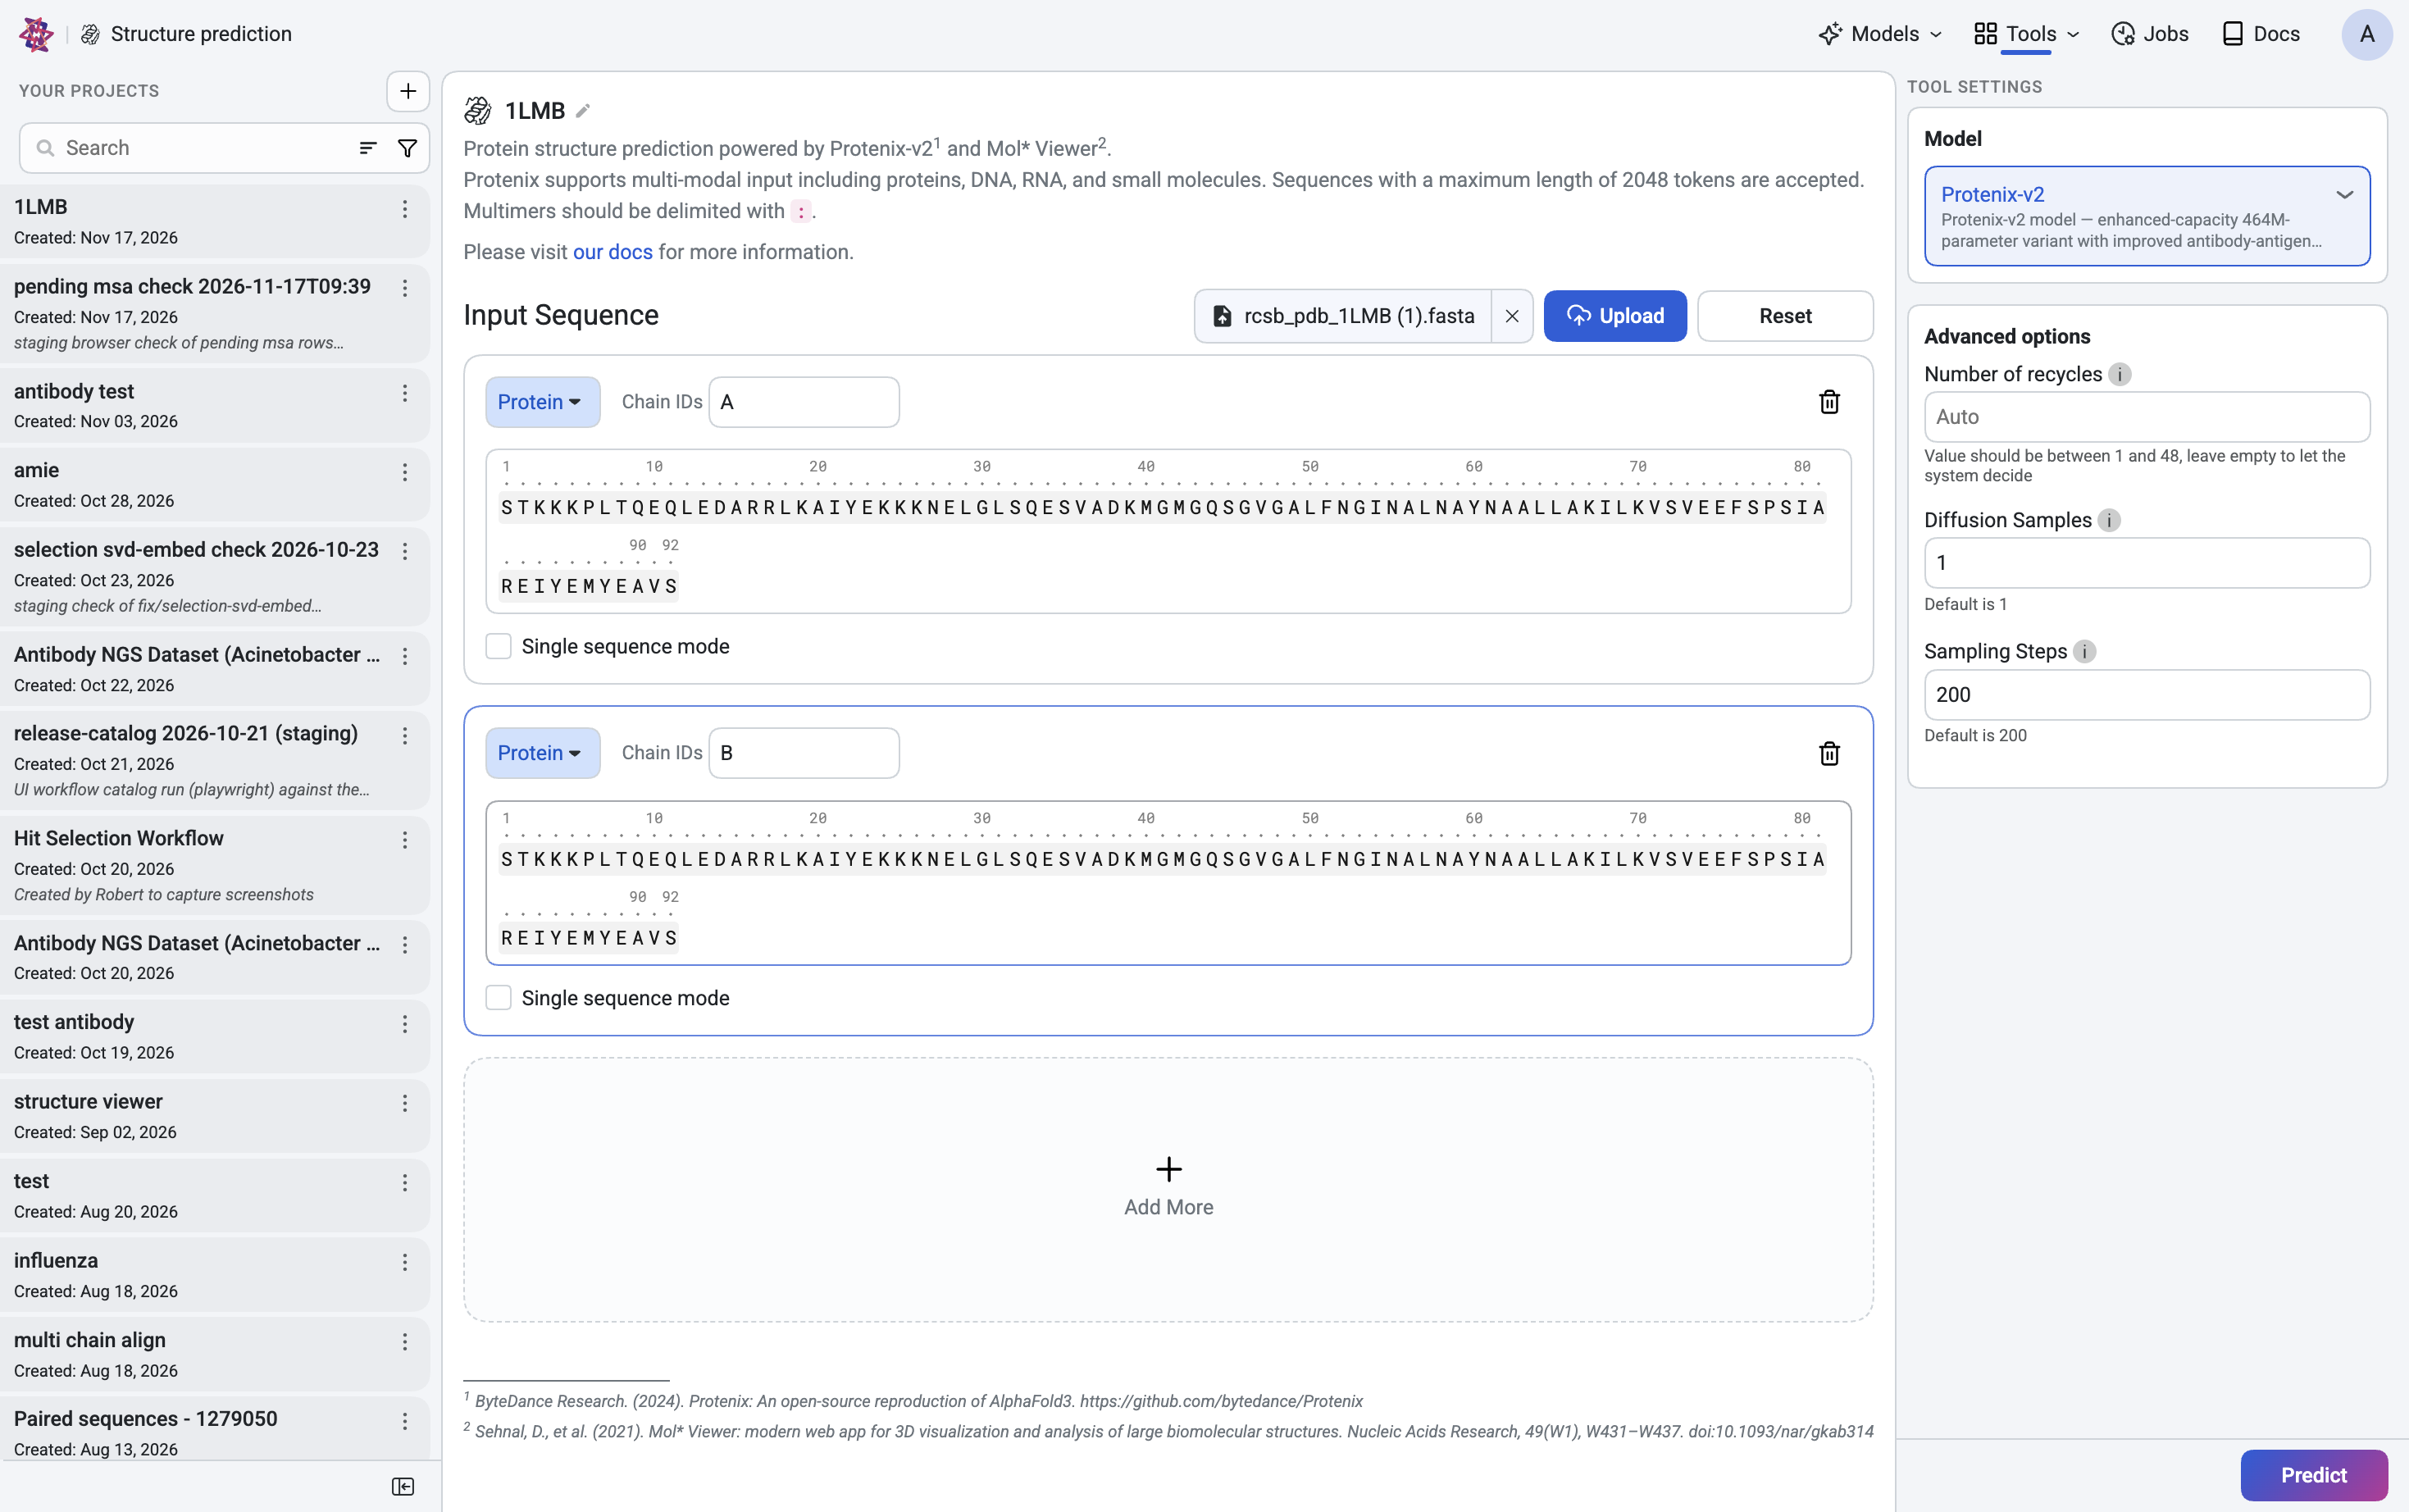 Structure prediction
Models
Tools
Jobs
Docs
A
YOUR PROJECTS
Search
1LMB
Created: Nov 17, 2026
pending msa check 2026-11-17T09:39
Created: Nov 17, 2026
staging browser check of pending msa rows…
antibody test
Created: Nov 03, 2026
amie
Created: Oct 28, 2026
selection svd-embed check 2026-10-23
Created: Oct 23, 2026
staging check of fix/selection-svd-embed…
Antibody NGS Dataset (Acinetobacter ...
Created: Oct 22, 2026
release-catalog 2026-10-21 (staging)
Created: Oct 21, 2026
UI workflow catalog run (playwright) against the…
Hit Selection Workflow
Created: Oct 20, 2026
Created by Robert to capture screenshots
Antibody NGS Dataset (Acinetobacter ...
Created: Oct 20, 2026
test antibody
Created: Oct 19, 2026
structure viewer
Created: Sep 02, 2026
test
Created: Aug 20, 2026
influenza
Created: Aug 18, 2026
multi chain align
Created: Aug 18, 2026
Paired sequences - 1279050
Created: Aug 13, 2026
1LMB
Protein structure prediction powered by Protenix-v2¹ and Mol* Viewer².
Protenix supports multi-modal input including proteins, DNA, RNA, and small molecules. Sequences with a maximum length of 2048 tokens are accepted.
Multimers should be delimited with : .
Please visit our docs for more information.
Input Sequence
rcsb_pdb_1LMB (1).fasta
Upload
Reset
Protein
Chain IDs
A
1 10 20 30 40 50 60 70 80
STKKKPLTQEQLEDARRLKAIYEKKKNELGLSQESVADKMGMGQSGVGALFNGINALNAYNAALLAKILKVSVEEFSPSIA
90 92
REIYEMYEAVS
Single sequence mode
Protein
Chain IDs
B
1 10 20 30 40 50 60 70 80
STKKKPLTQEQLEDARRLKAIYEKKKNELGLSQESVADKMGMGQSGVGALFNGINALNAYNAALLAKILKVSVEEFSPSIA
90 92
REIYEMYEAVS
Single sequence mode
Add More
¹ ByteDance Research. (2024). Protenix: An open-source reproduction of AlphaFold3. https://github.com/bytedance/Protenix
² Sehnal, D., et al. (2021). Mol* Viewer: modern web app for 3D visualization and analysis of large biomolecular structures. Nucleic Acids Research, 49(W1), W431–W437. doi:10.1093/nar/gkab314
TOOL SETTINGS
Model
Protenix-v2
Protenix-v2 model — enhanced-capacity 464M-
parameter variant with improved antibody-antigen…
Advanced options
Number of recycles
Auto
Value should be between 1 and 48, leave empty to let the
system decide
Diffusion Samples
1
Default is 1
Sampling Steps
200
Default is 200
Predict